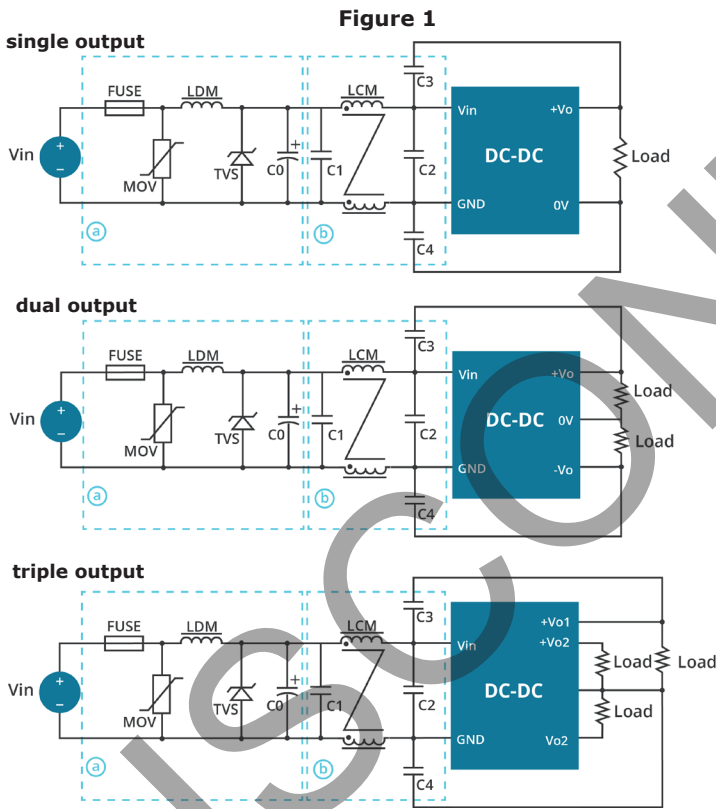 Figure 1
single output
FUSE
LDM
LCM
C3
Vin
+
−
MOV
TVS
C0
+
C1
C2
C4
Vin
+Vo
DC-DC
GND
0V
Load
a
b
dual output
FUSE
LDM
LCM
C3
Vin
+
−
MOV
TVS
C0
+
C1
C2
C4
Vin
+Vo
DC-DC
0V
GND
-Vo
Load
Load
a
b
triple output
FUSE
LDM
LCM
C3
Vin
+
−
MOV
TVS
C0
+
C1
C2
C4
+Vo1
Vin
+Vo2
DC-DC
GND
Vo2
Load
Load
Load
a
b
ISCON